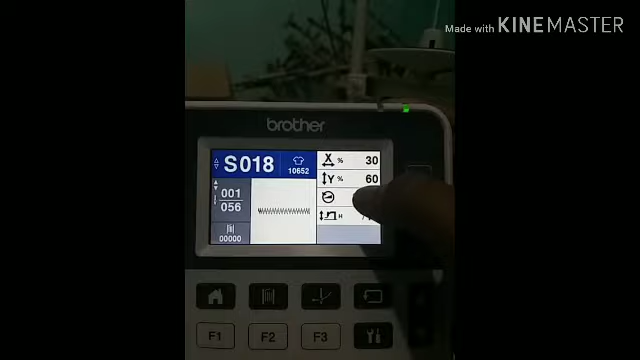 Made with KINEMASTER
brother
S018
10652
X % 30
Y % 60
001
056
H
00000
F1
F2
F3